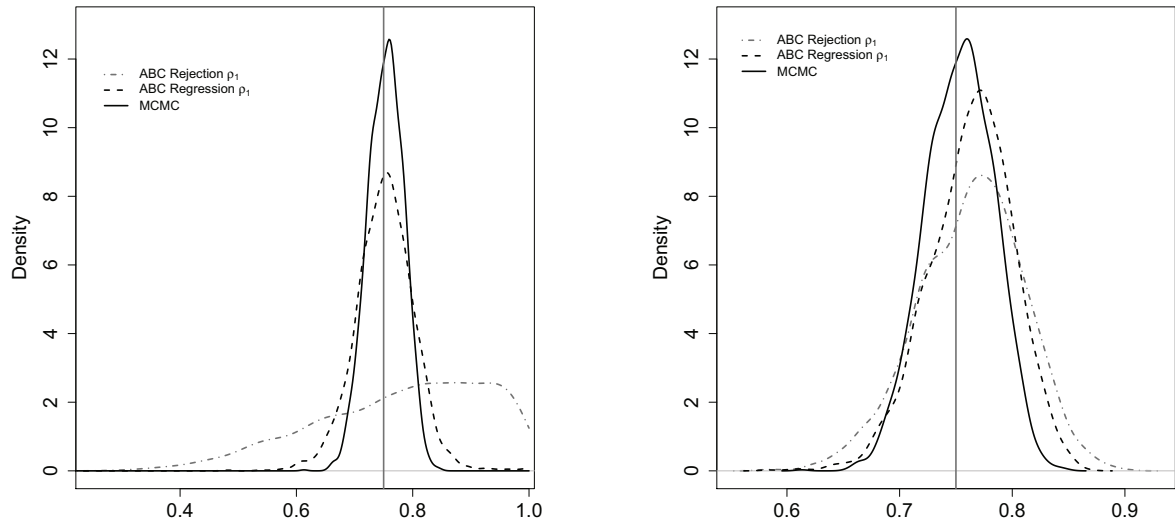 Density
12
10
8
6
4
2
0
ABC Rejection ρ₁
ABC Regression ρ₁
MCMC
0.4 0.6 0.8 1.0
Density
12
10
8
6
4
2
0
ABC Rejection ρ₁
ABC Regression ρ₁
MCMC
0.6 0.7 0.8 0.9